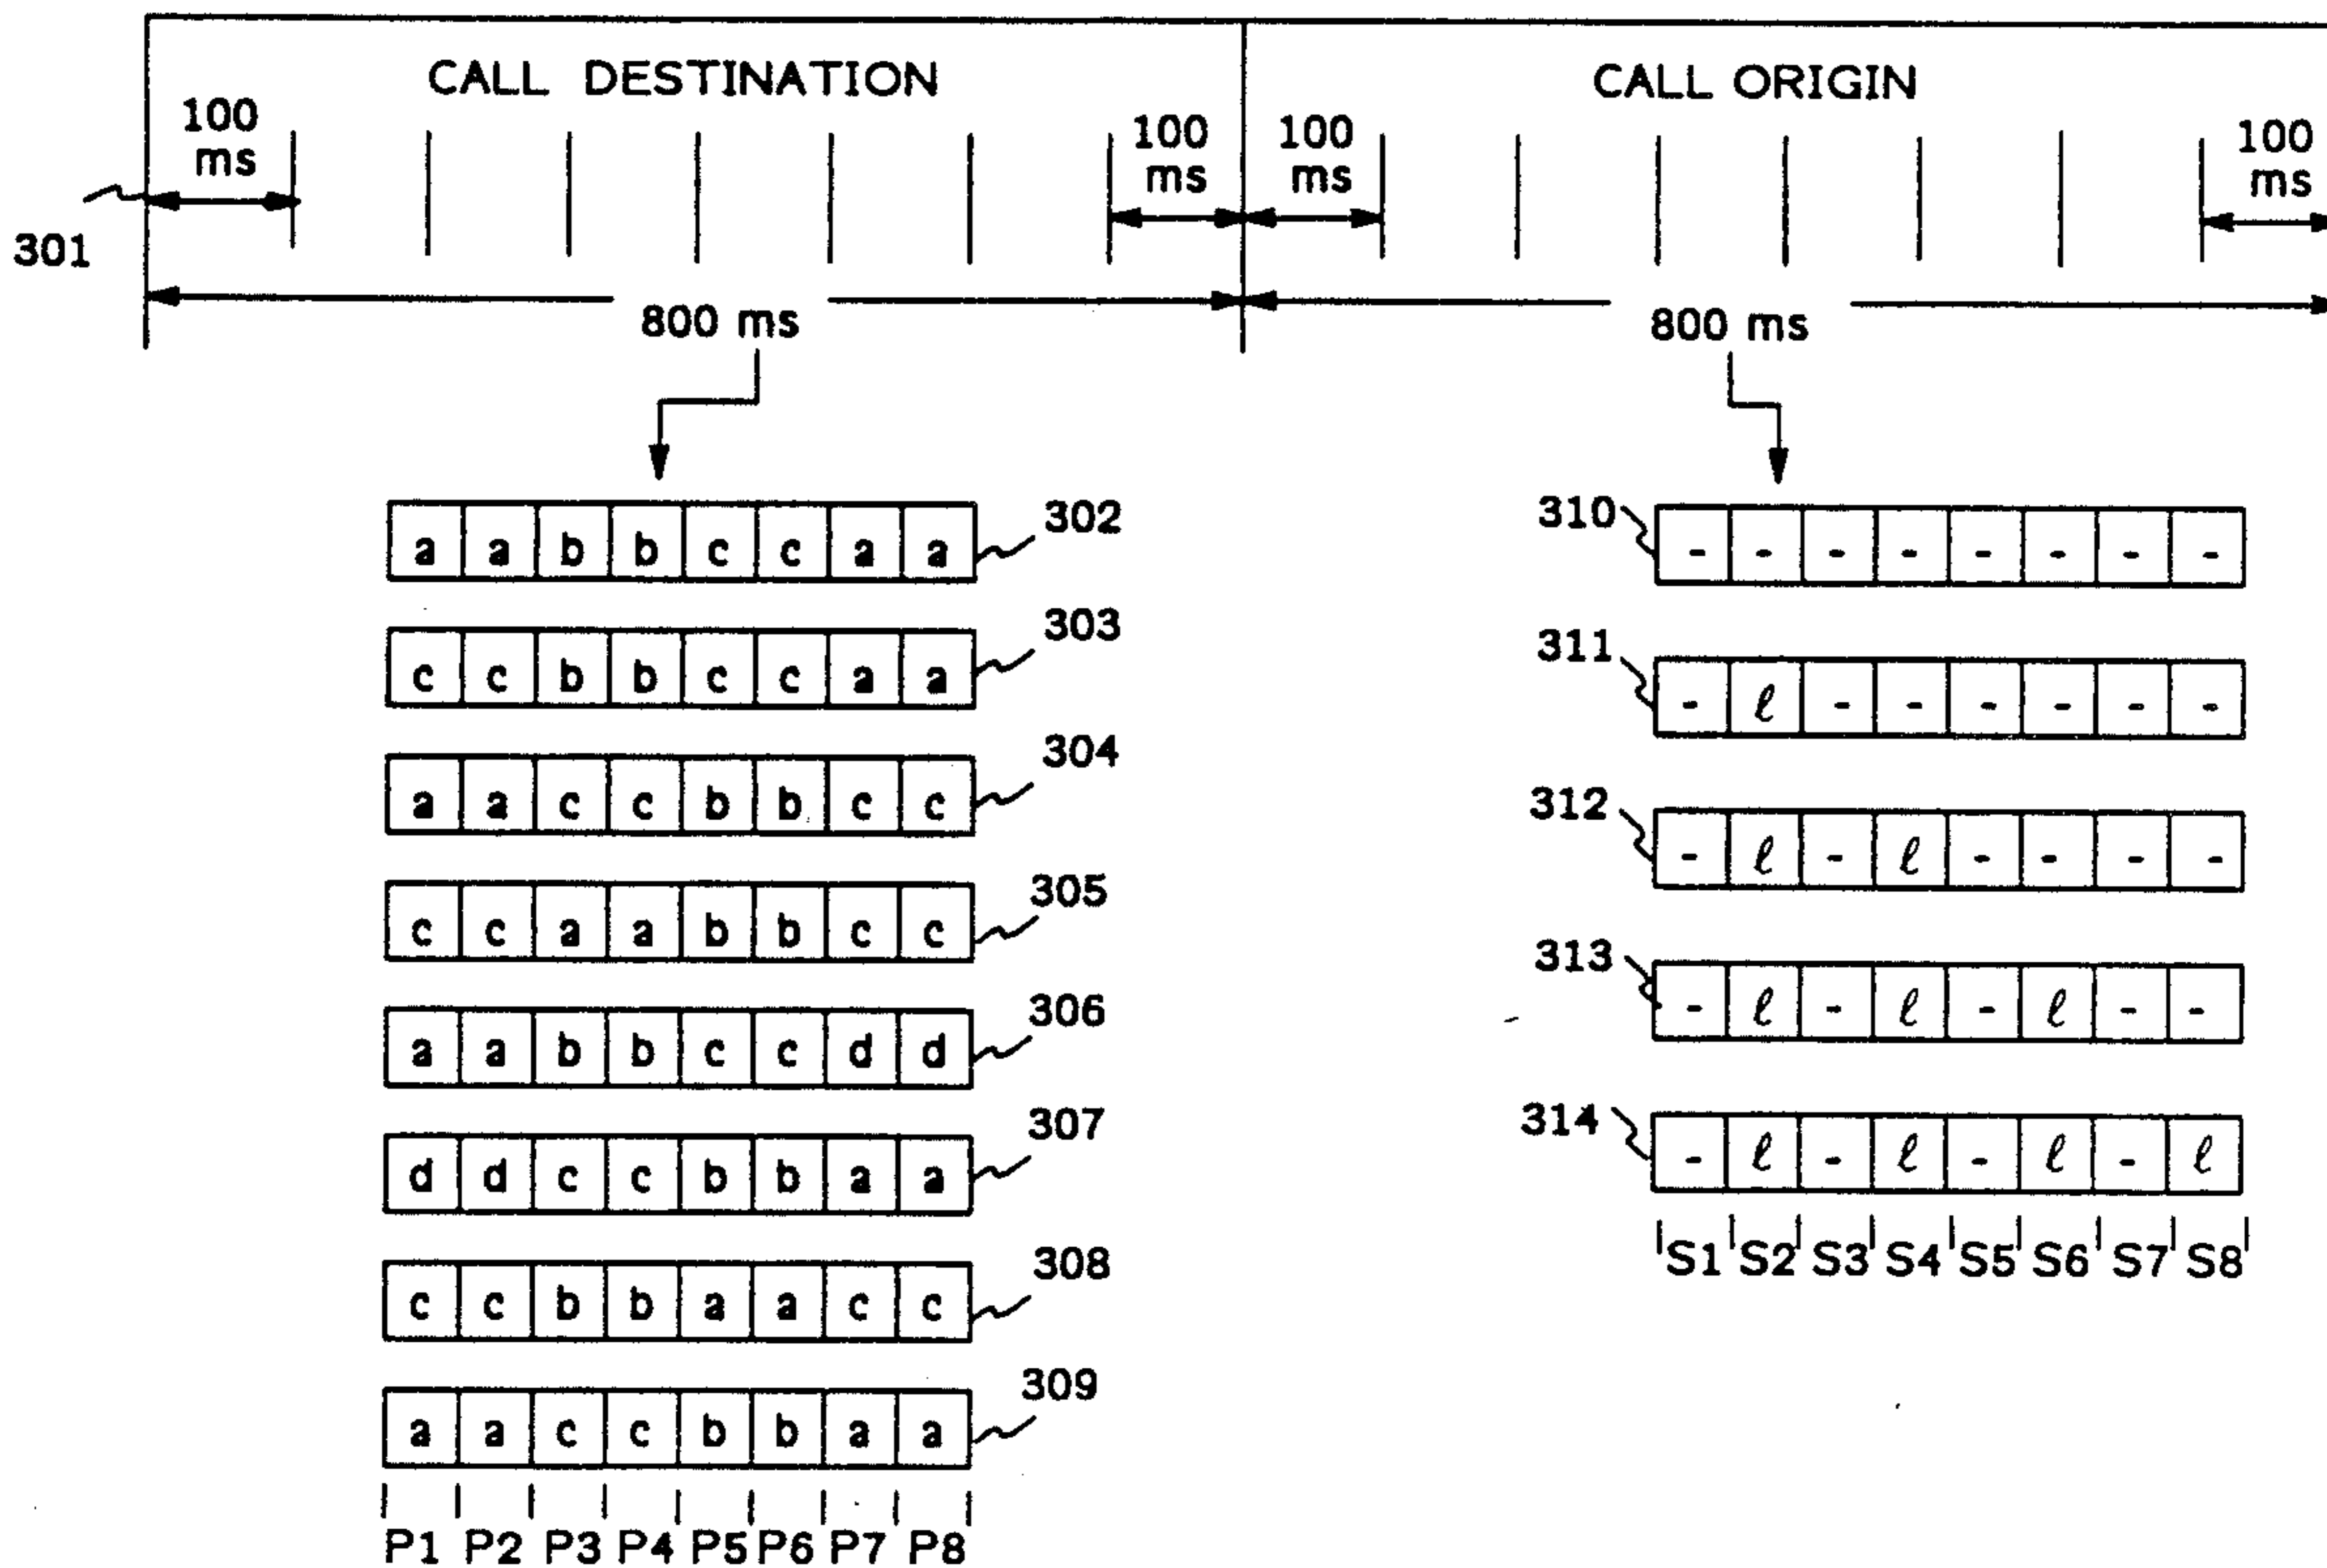 CALL DESTINATION
CALL ORIGIN
100 ms
100 ms
100 ms
100 ms
301
800 ms
800 ms
a a b b c c a a
302
c c b b c c a a
303
a a c c b b c c
304
c c a a b b c c
305
a a b b c c d d
306
d d c c b b a a
307
c c b b a a c c
308
a a c c b b a a
309
P1 P2 P3 P4 P5 P6 P7 P8
310
- - - - - - - -
311
- ℓ - - - - - -
312
- ℓ - ℓ - - - -
313
- ℓ - ℓ - ℓ - -
314
- ℓ - ℓ - ℓ - ℓ
S1 S2 S3 S4 S5 S6 S7 S8